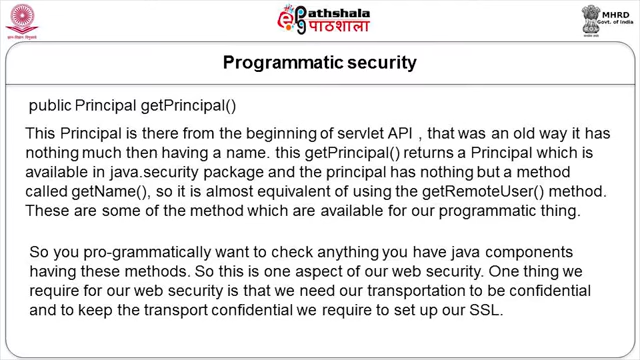 Pathshala
पाठशाला
MHRD
Govt. of India
Programmatic security
public Principal getPrincipal()
This Principal is there from the beginning of servlet API , that was an old way it has
nothing much then having a name. this getPrincipal() returns a Principal which is
available in java.security package and the principal has nothing but a method
called getName(), so it is almost equivalent of using the getRemoteUser() method.
These are some of the method which are available for our programmatic thing.
So you pro-grammatically want to check anything you have java components
having these methods. So this is one aspect of our web security. One thing we
require for our web security is that we need our transportation to be confidential
and to keep the transport confidential we require to set up our SSL.